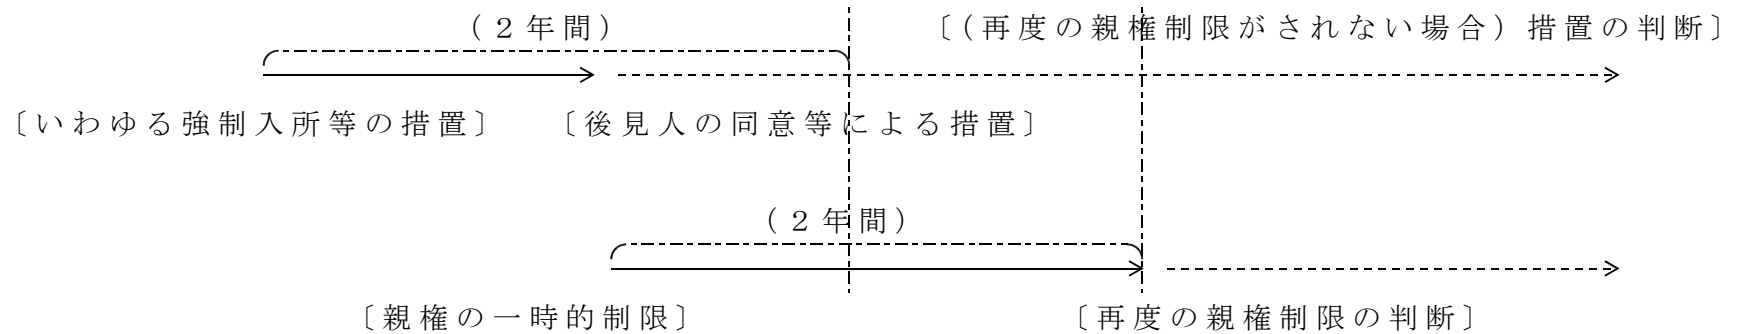 (２年間)
〔(再度の親権制限がされない場合) 措置の判断〕
〔いわゆる強制入所等の措置〕
〔後見人の同意等による措置〕
(２年間)
〔親権の一時的制限〕
〔再度の親権制限の判断〕